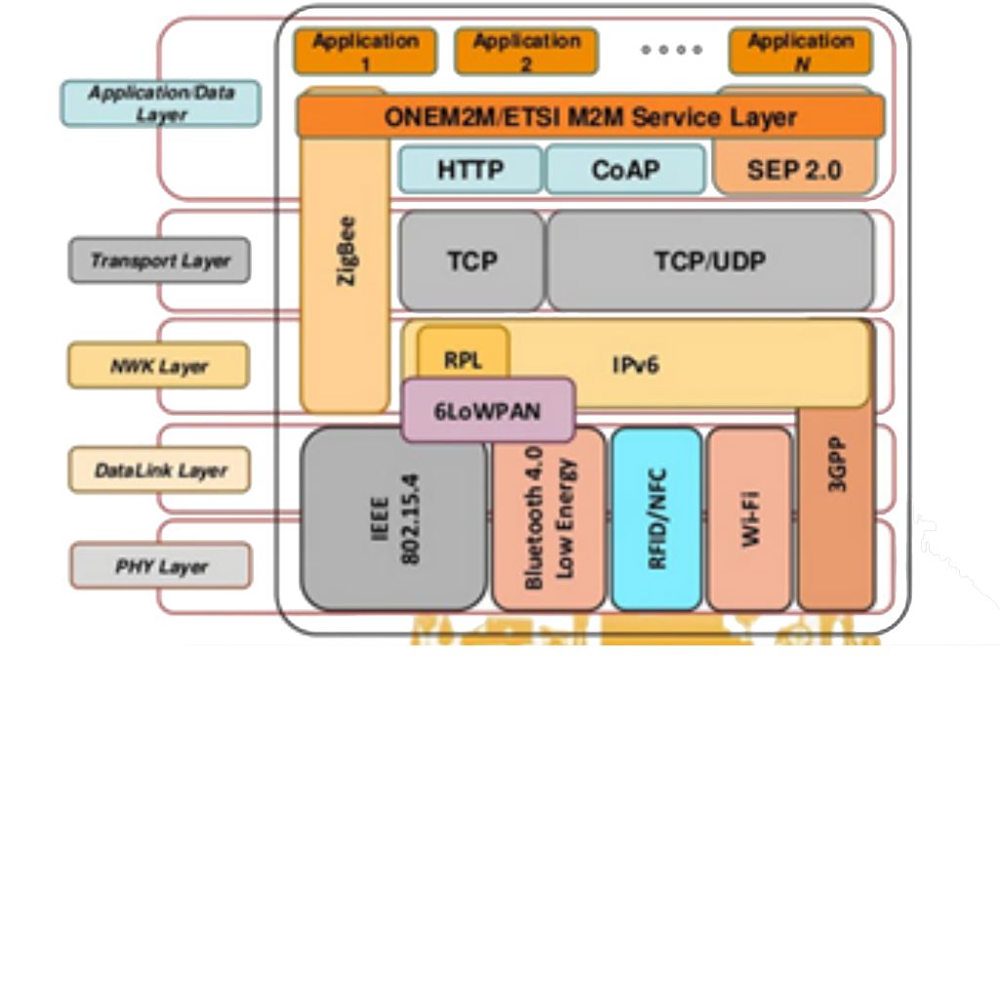 Application
1
Application
2
Application
N
Application/Data
Layer
ONEM2M/ETSI M2M Service Layer
HTTP
CoAP
SEP 2.0
ZigBee
Transport Layer
TCP
TCP/UDP
NWK Layer
RPL
IPv6
6LoWPAN
DataLink Layer
IEEE
802.15.4
Bluetooth 4.0
Low Energy
RFID/NFC
Wi-Fi
3GPP
PHY Layer